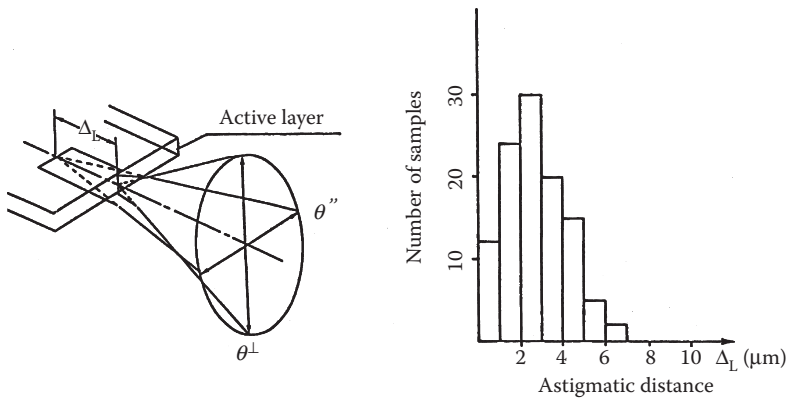 Δ_L
Active layer
θ″
θ⊥
Number of samples
30
20
10
2 4 6 8 10 Δ_L (μm)
Astigmatic distance